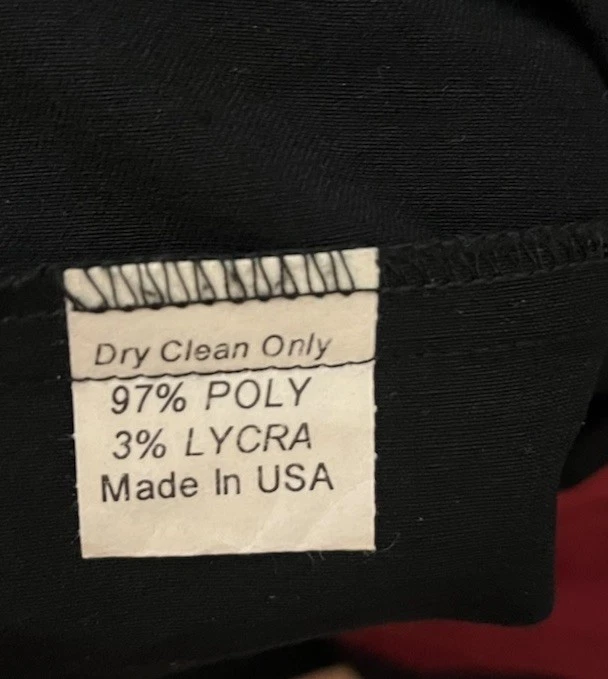 Dry Clean Only
97% POLY
3% LYCRA
Made In USA